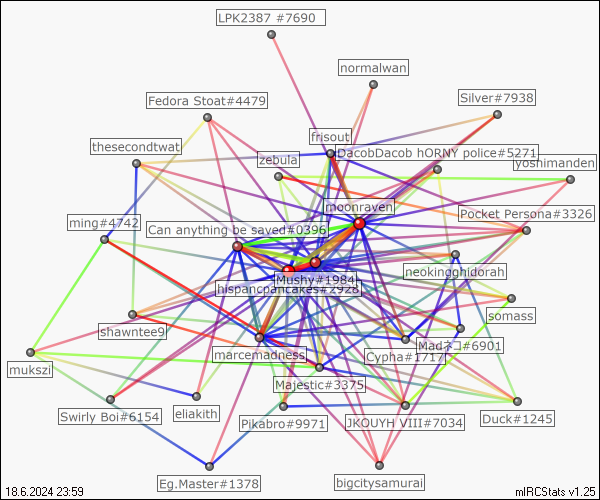 LPK2387 #7690
normalwan
Fedora Stoat#4479
Silver#7938
frisout
thesecondtwat
DacobDacob hORNY police#5271
zebula
yoshimanden
moonraven
Pocket Persona#3326
ming#4742
Can anything be saved#0396
neokingghidorah
Mushy#1984
hispancpancakes#2928
somass
shawntee9
Madネコ#6901
marcemadness
Cypha#1717
mukszi
Majestic#3375
Swirly Boi#6154
eliakith
Pikabro#9971
JKOUYH VIII#7034
Duck#1245
Eg.Master#1378
bigcitysamurai
18.6.2024 23:59
mIRCStats v1.25